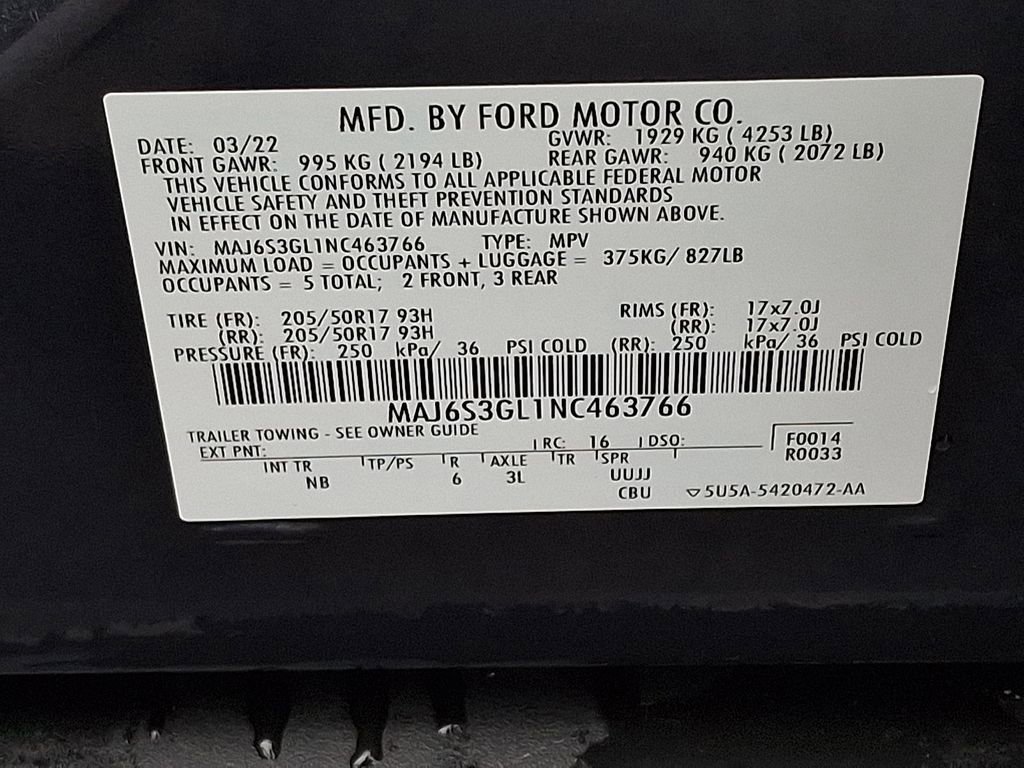 MFD. BY FORD MOTOR CO.
DATE: 03/22 GVWR: 1929 KG ( 4253 LB)
FRONT GAWR: 995 KG ( 2194 LB) REAR GAWR: 940 KG ( 2072 LB)
THIS VEHICLE CONFORMS TO ALL APPLICABLE FEDERAL MOTOR
VEHICLE SAFETY AND THEFT PREVENTION STANDARDS
IN EFFECT ON THE DATE OF MANUFACTURE SHOWN ABOVE.
VIN: MAJ6S3GL1NC463766 TYPE: MPV
MAXIMUM LOAD = OCCUPANTS + LUGGAGE = 375KG/ 827LB
OCCUPANTS = 5 TOTAL; 2 FRONT, 3 REAR
TIRE (FR): 205/50R17 93H RIMS (FR): 17x7.0J
(RR): 205/50R17 93H (RR): 17x7.0J
PRESSURE (FR): 250 kPa/ 36 PSI COLD (RR): 250 kPa/ 36 PSI COLD
MAJ6S3GL1NC463766
TRAILER TOWING - SEE OWNER GUIDE
EXT PNT: RC: 16 DSO: F0014
R0033
INT TR TP/PS R AXLE TR SPR
NB 6 3L UUJJ
CBU 5U5A-5420472-AA